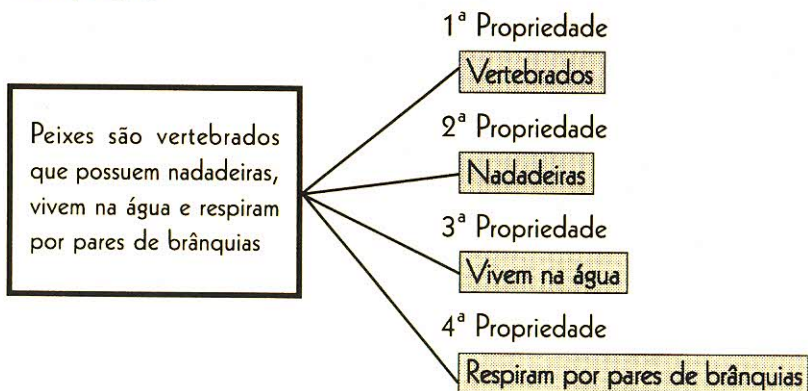 Peixes são vertebrados
que possuem nadadeiras,
vivem na água e respiram
por pares de brânquias
1ª Propriedade
Vertebrados
2ª Propriedade
Nadadeiras
3ª Propriedade
Vivem na água
4ª Propriedade
Respiram por pares de brânquias